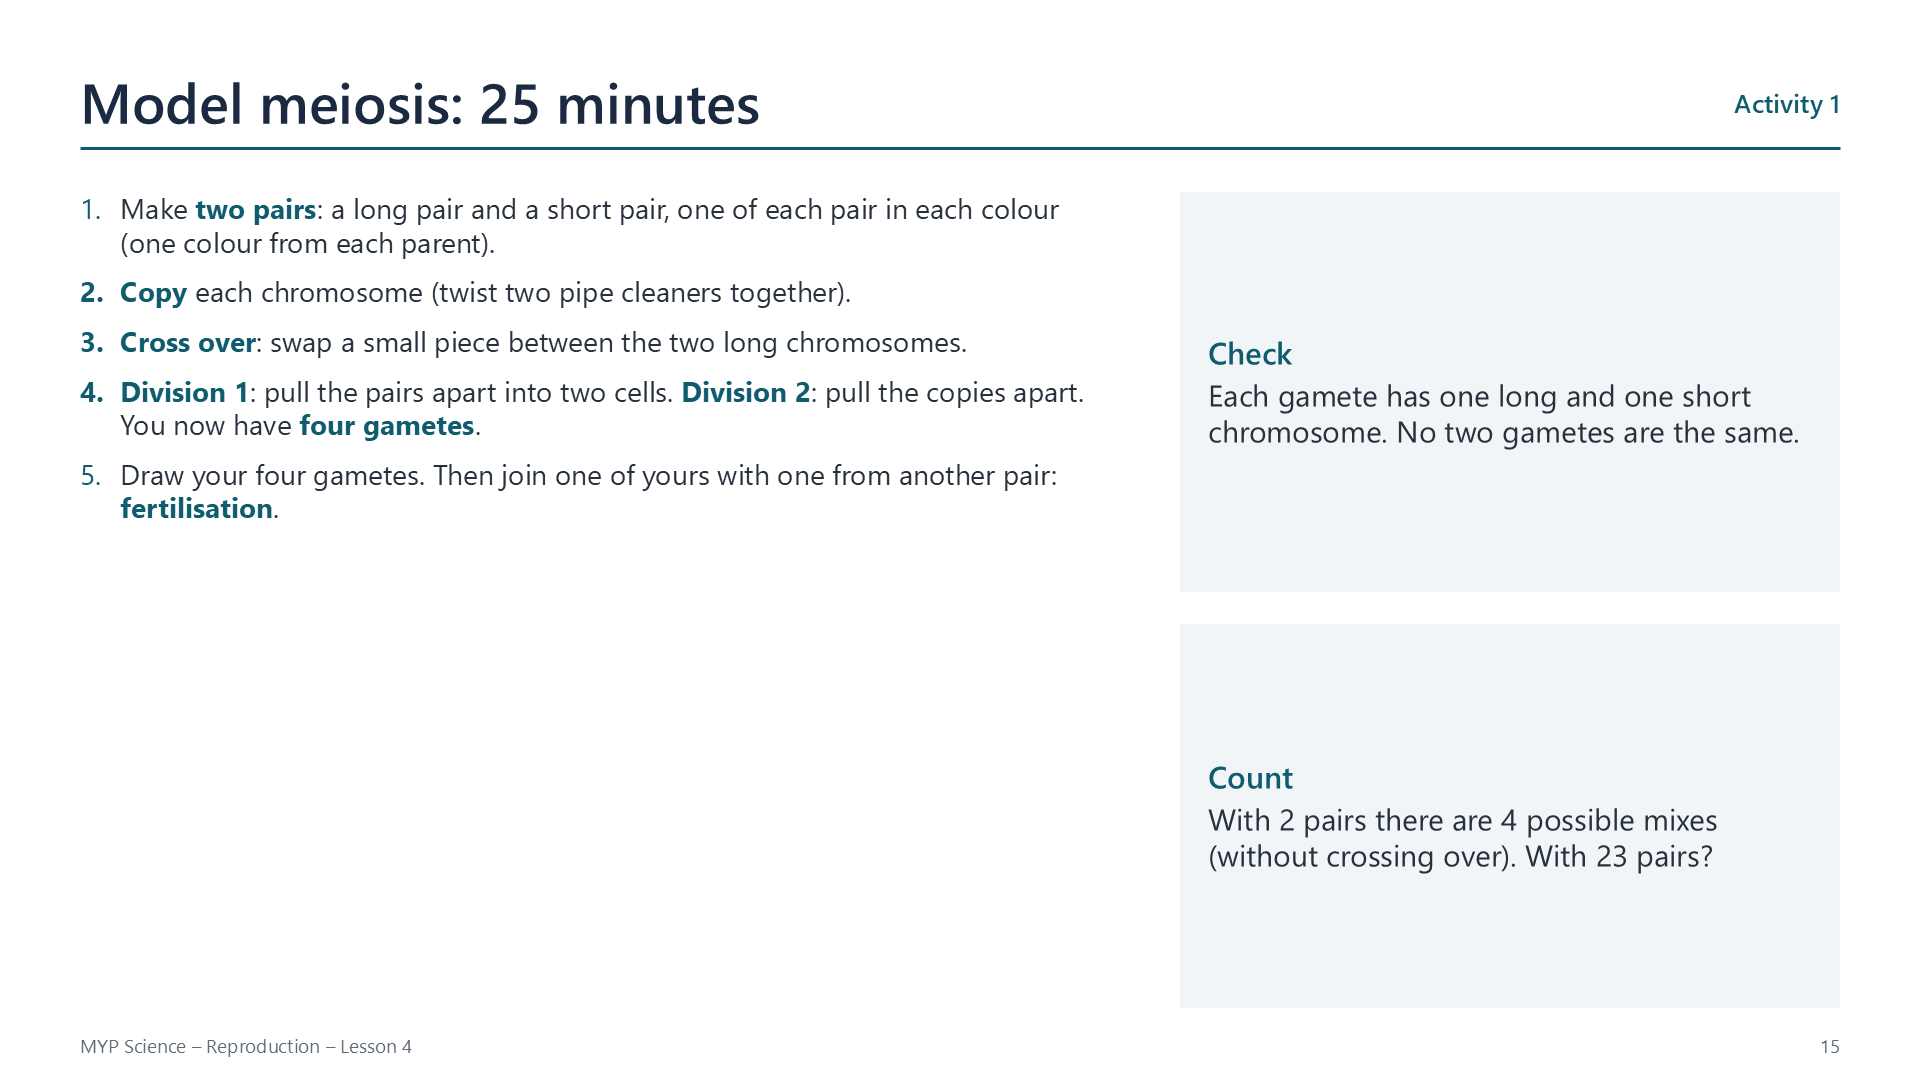 Model meiosis: 25 minutes
Activity 1
1. Make two pairs: a long pair and a short pair, one of each pair in each colour
(one colour from each parent).
2. Copy each chromosome (twist two pipe cleaners together).
3. Cross over: swap a small piece between the two long chromosomes.
4. Division 1: pull the pairs apart into two cells. Division 2: pull the copies apart.
You now have four gametes.
5. Draw your four gametes. Then join one of yours with one from another pair:
fertilisation.
Check
Each gamete has one long and one short
chromosome. No two gametes are the same.
Count
With 2 pairs there are 4 possible mixes
(without crossing over). With 23 pairs?
MYP Science – Reproduction – Lesson 4
15